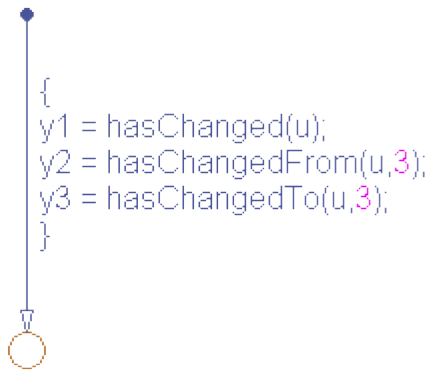 {
y1 = hasChanged(u);
y2 = hasChangedFrom(u,3);
y3 = hasChangedTo(u,3);
}